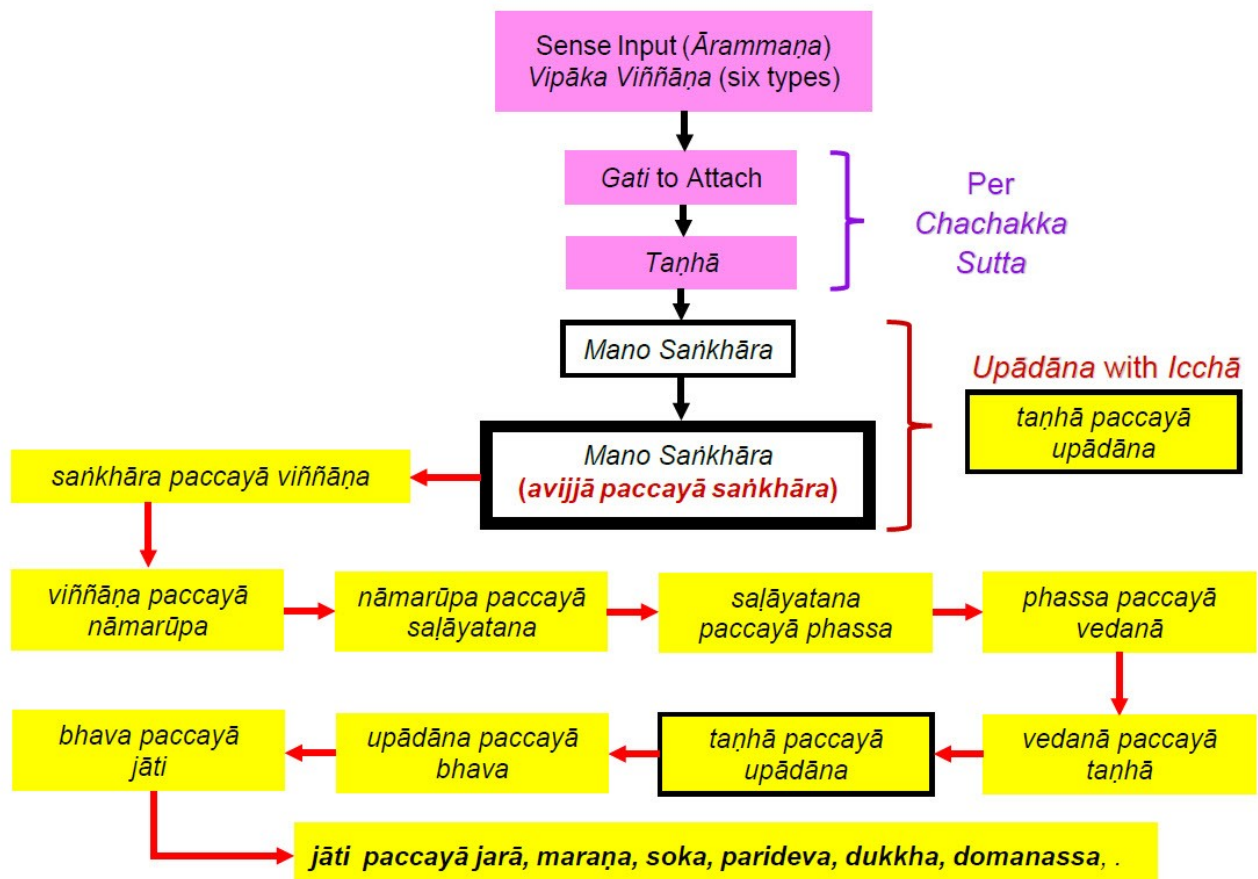 Sense Input (Ārammaṇa)
Vipāka Viññāṇa (six types)
Gati to Attach
Taṇhā
Per
Chachakka
Sutta
Mano Saṅkhāra
Mano Saṅkhāra
(avijjā paccayā saṅkhāra)
Upādāna with Icchā
taṇhā paccayā
upādāna
saṅkhāra paccayā viññāṇa
viññāṇa paccayā
nāmarūpa
nāmarūpa paccayā
saḷāyatana
saḷāyatana
paccayā phassa
phassa paccayā
vedanā
vedanā paccayā
taṇhā
taṇhā paccayā
upādāna
upādāna paccayā
bhava
bhava paccayā
jāti
jāti paccayā jarā, maraṇa, soka, parideva, dukkha, domanassa, .